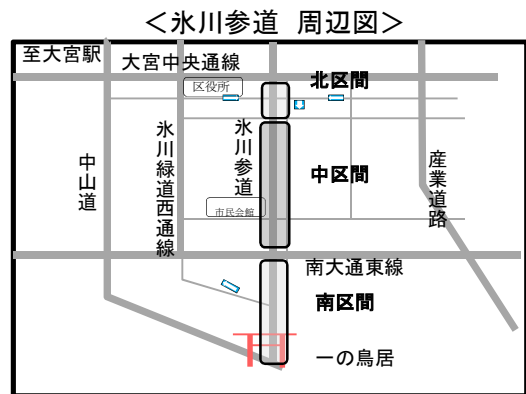 ＜氷川参道 周辺図＞
至大宮駅
大宮中央通線
区役所
北区間
中山道
氷川緑道西通線
氷川参道
市民会館
中区間
産業道路
南大通東線
南区間
一の鳥居